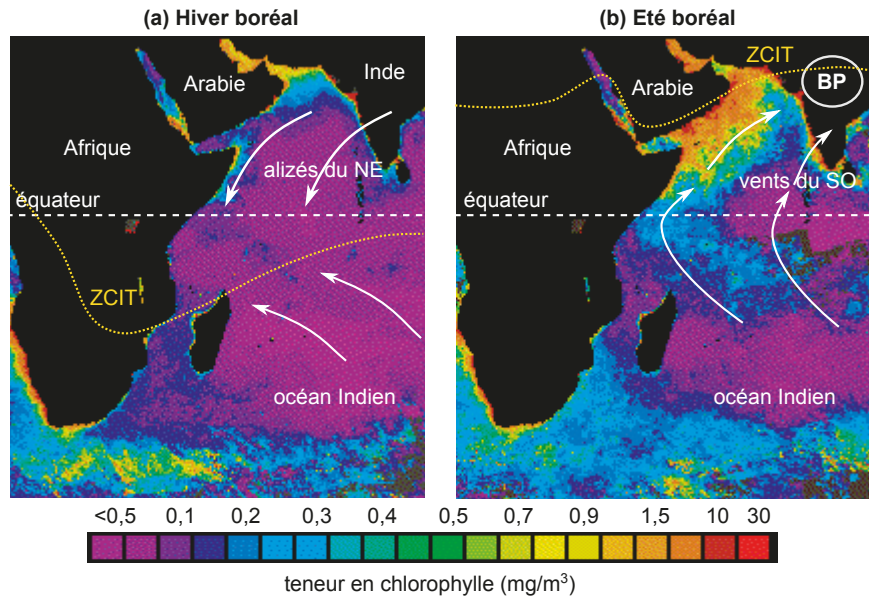 (a) Hiver boréal
Arabie
Inde
Afrique
alizés du NE
équateur
ZCIT
océan Indien
(b) Eté boréal
ZCIT
BP
Arabie
Afrique
vents du SO
équateur
océan Indien
<0,5 0,1 0,2 0,3 0,4 0,5 0,7 0,9 1,5 10 30
teneur en chlorophylle (mg/m³)